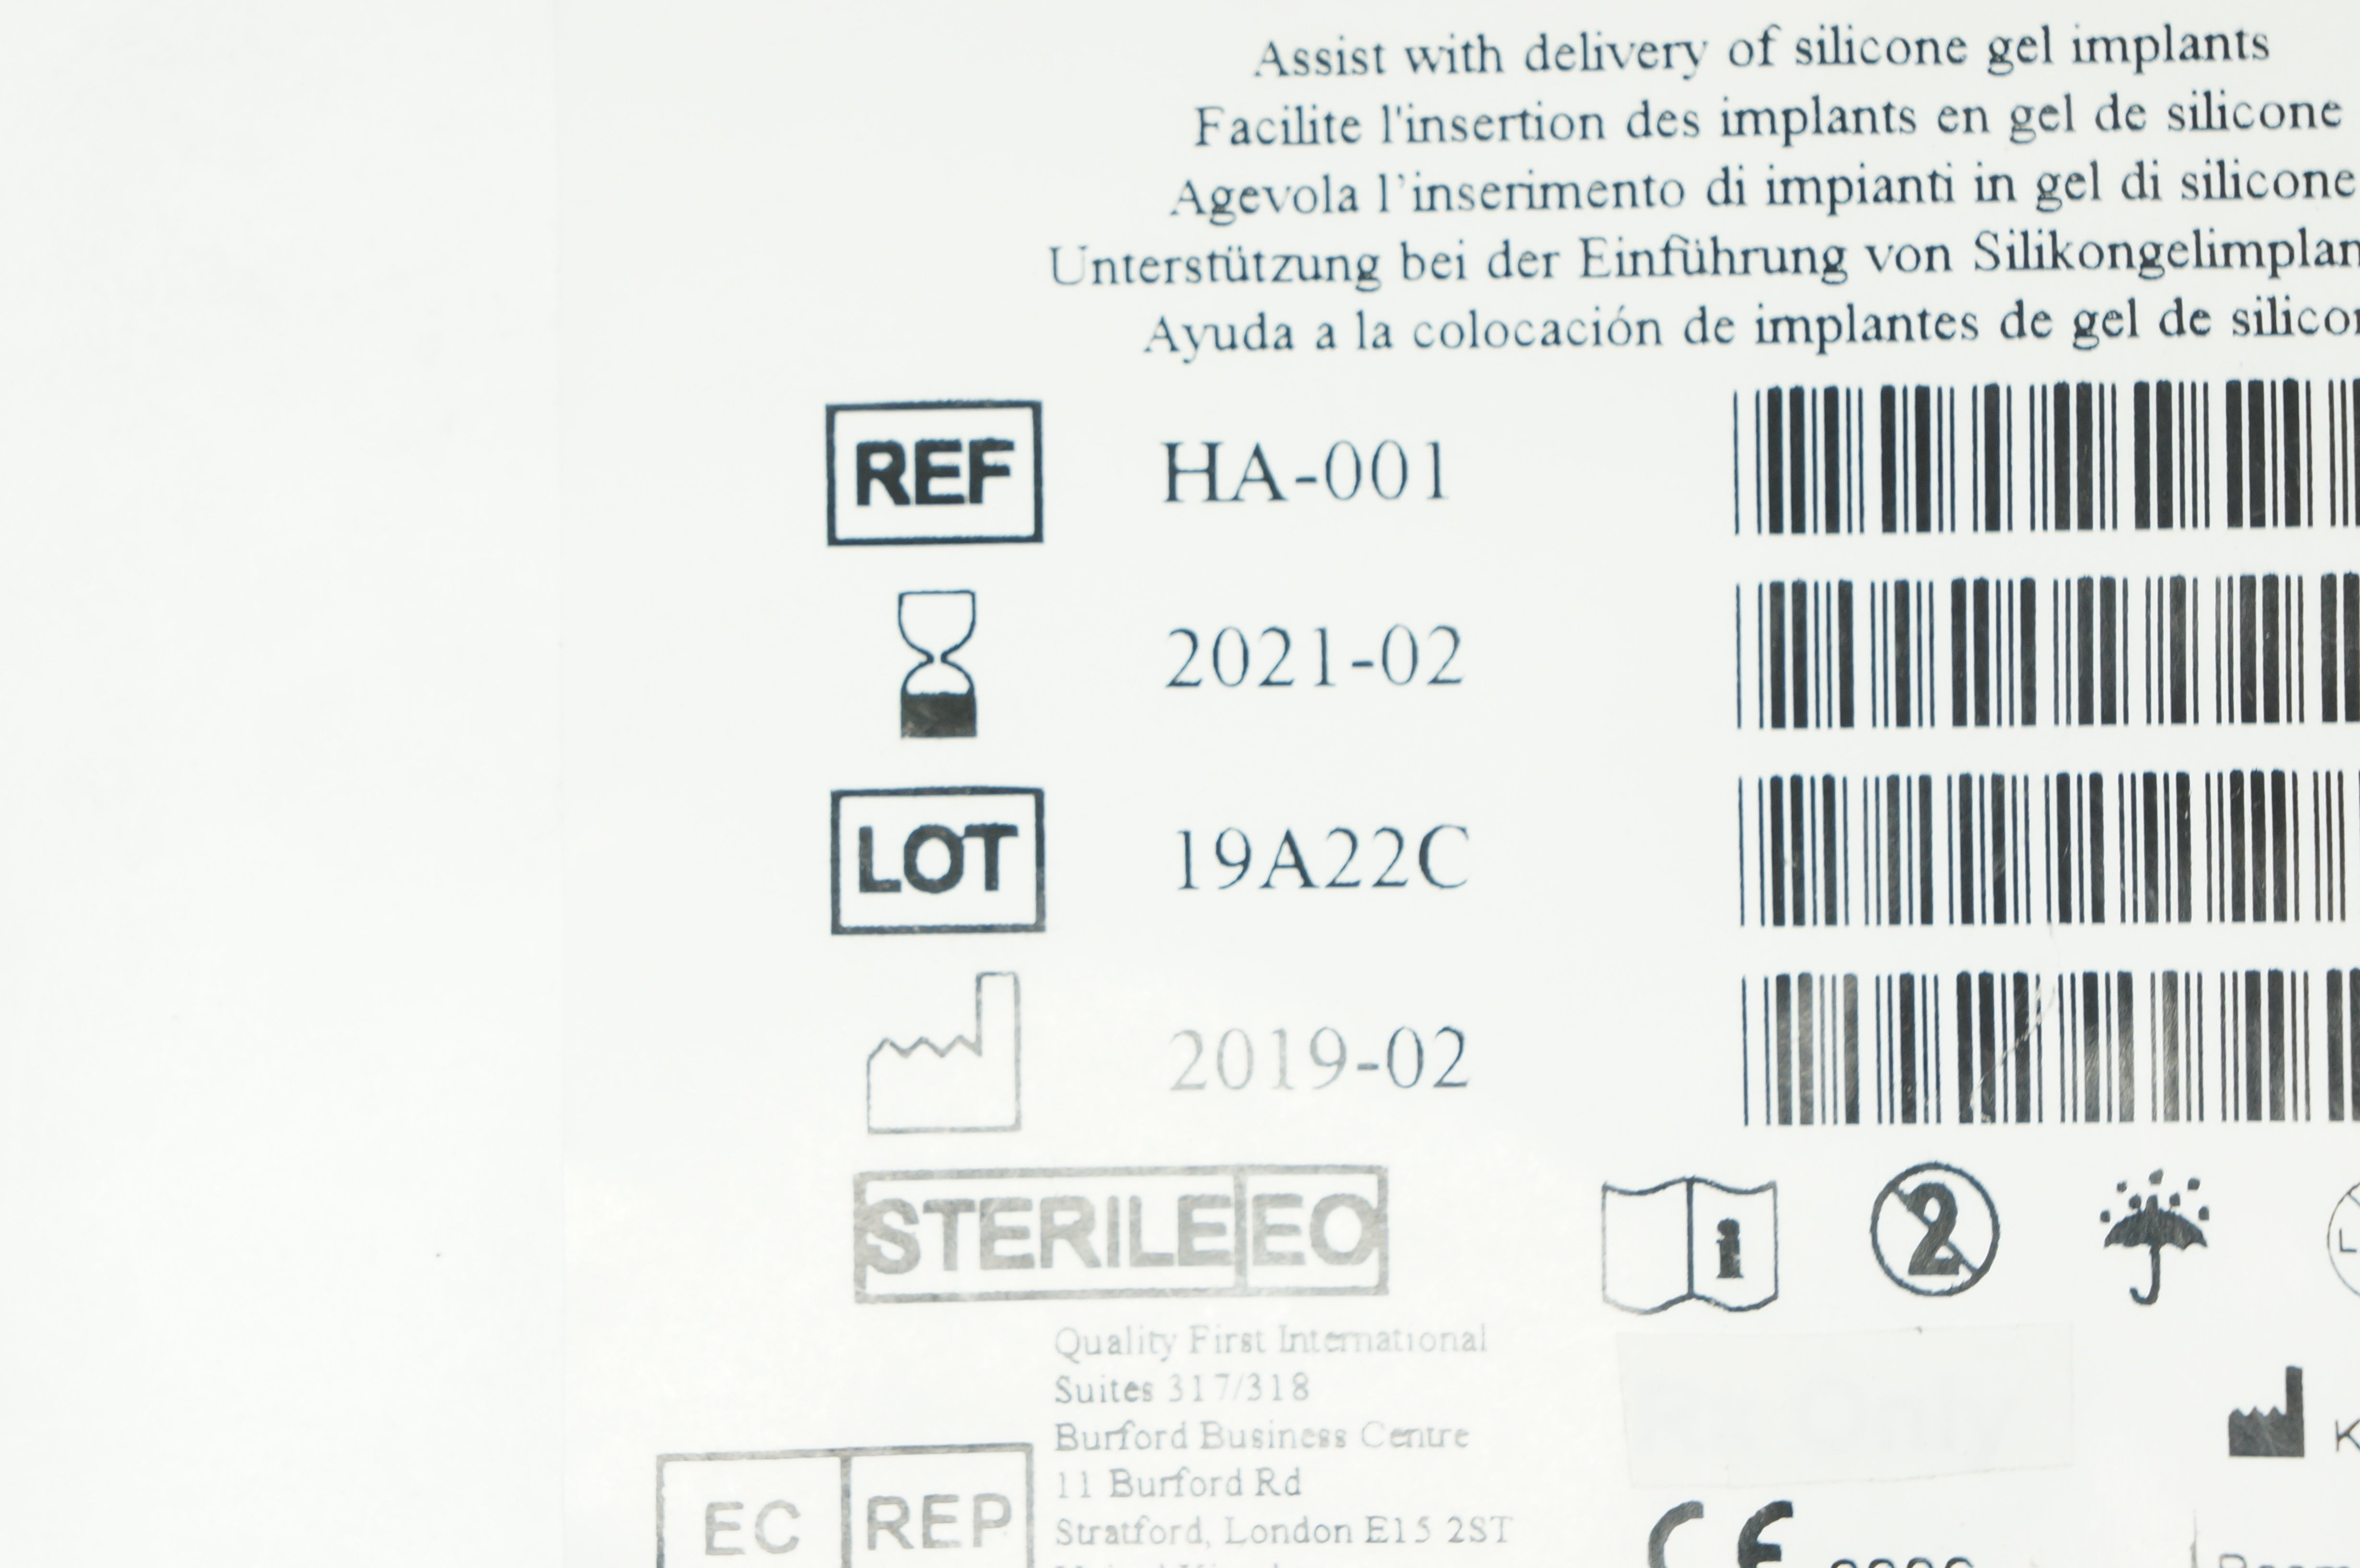 Assist with delivery of silicone gel implants
Facilite l'insertion des implants en gel de silicone
Agevola l'inserimento di impianti in gel di silicone
Unterstützung bei der Einführung von Silikongelimplan
Ayuda a la colocación de implantes de gel de silicon
REF HA-001
2021-02
LOT 19A22C
2019-02
STERILE EO
2
L
Quality First International
Suites 317/318
Burford Business Centre
11 Burford Rd
Stratford, London E15 2ST
EC REP
K
CE